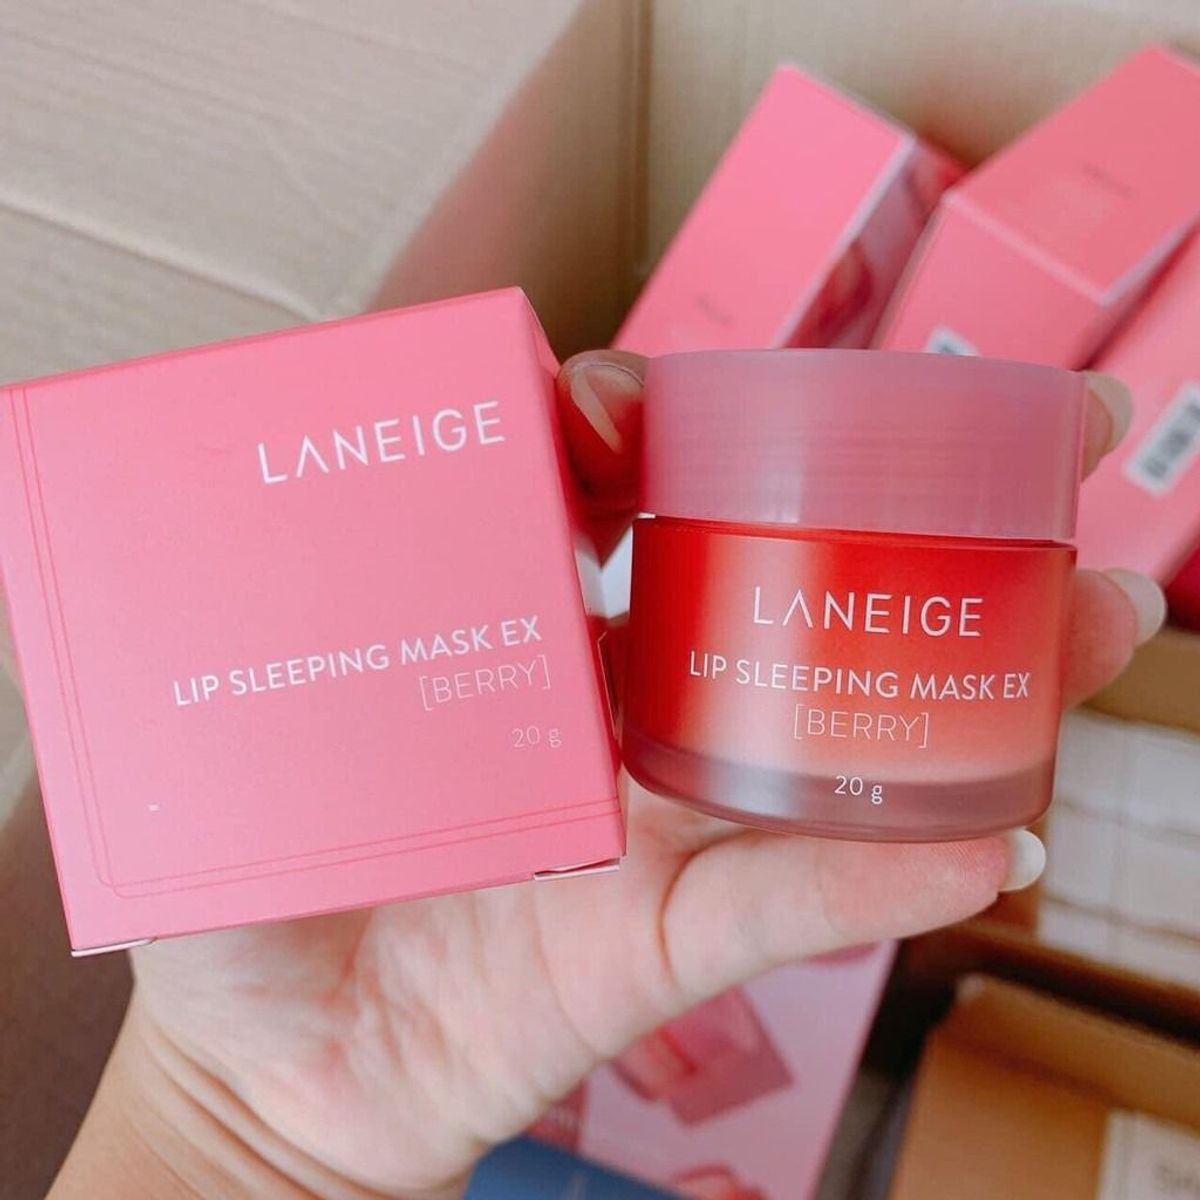 LANEIGE
LIP SLEEPING MASK EX
[BERRY]
20 g
LANEIGE
LIP SLEEPING MASK EX
[BERRY]
20 g